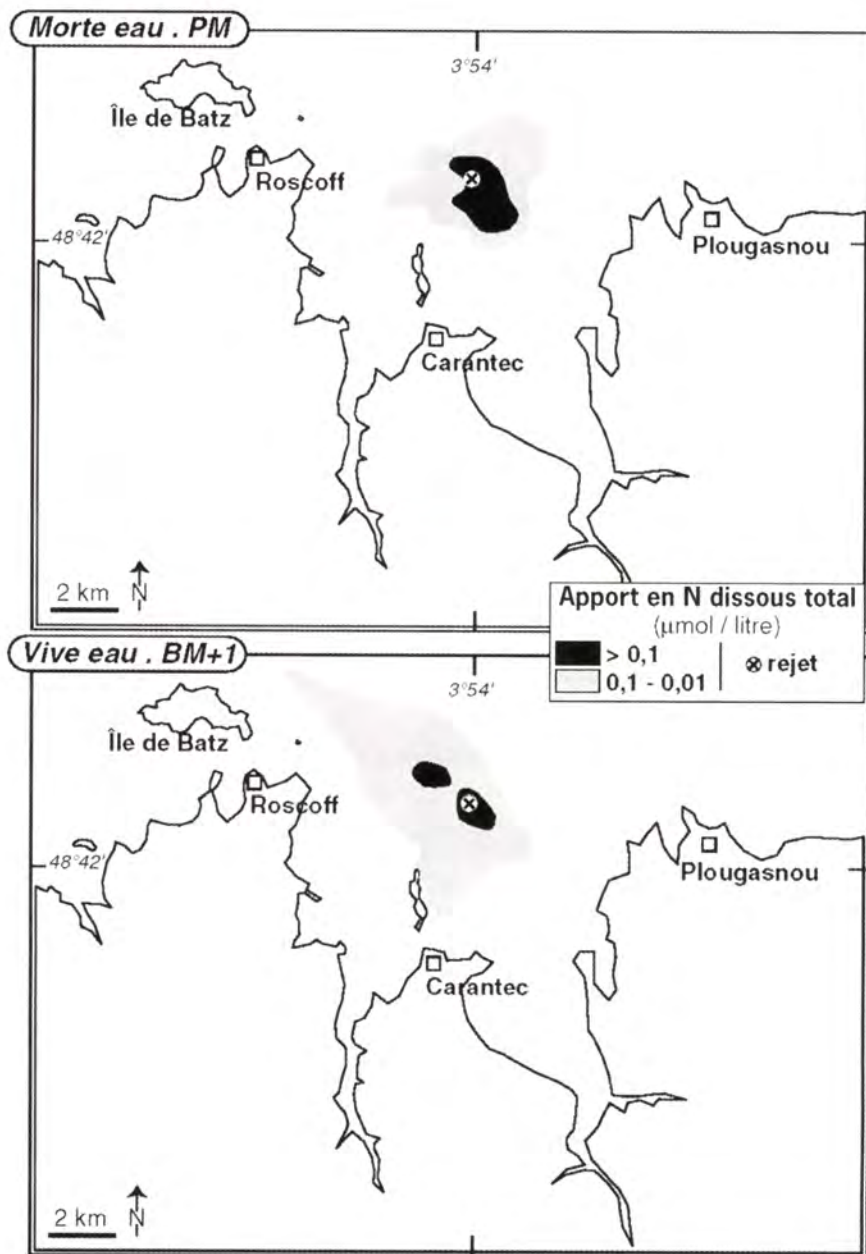 Morte eau . PM
3°54'
Île de Batz
Roscoff
48°42'
Plougasnou
Carantec
2 km
N
Apport en N dissous total
(µmol / litre)
> 0,1
0,1 - 0,01
rejet
Vive eau . BM+1
3°54'
Île de Batz
Roscoff
48°42'
Plougasnou
Carantec
2 km
N